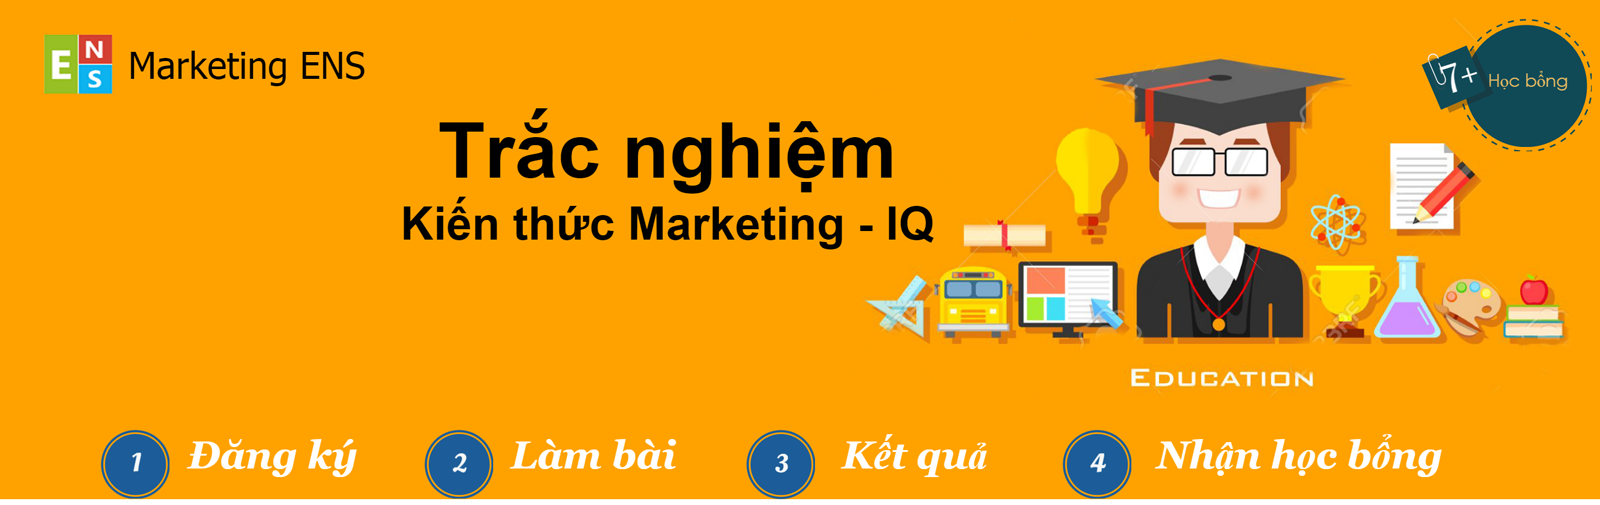 E
N
S
Marketing ENS
7+
Học bổng
Trắc nghiệm
Kiến thức Marketing - IQ
EDUCATION
1 Đăng ký
2 Làm bài
3 Kết quả
4 Nhận học bổng